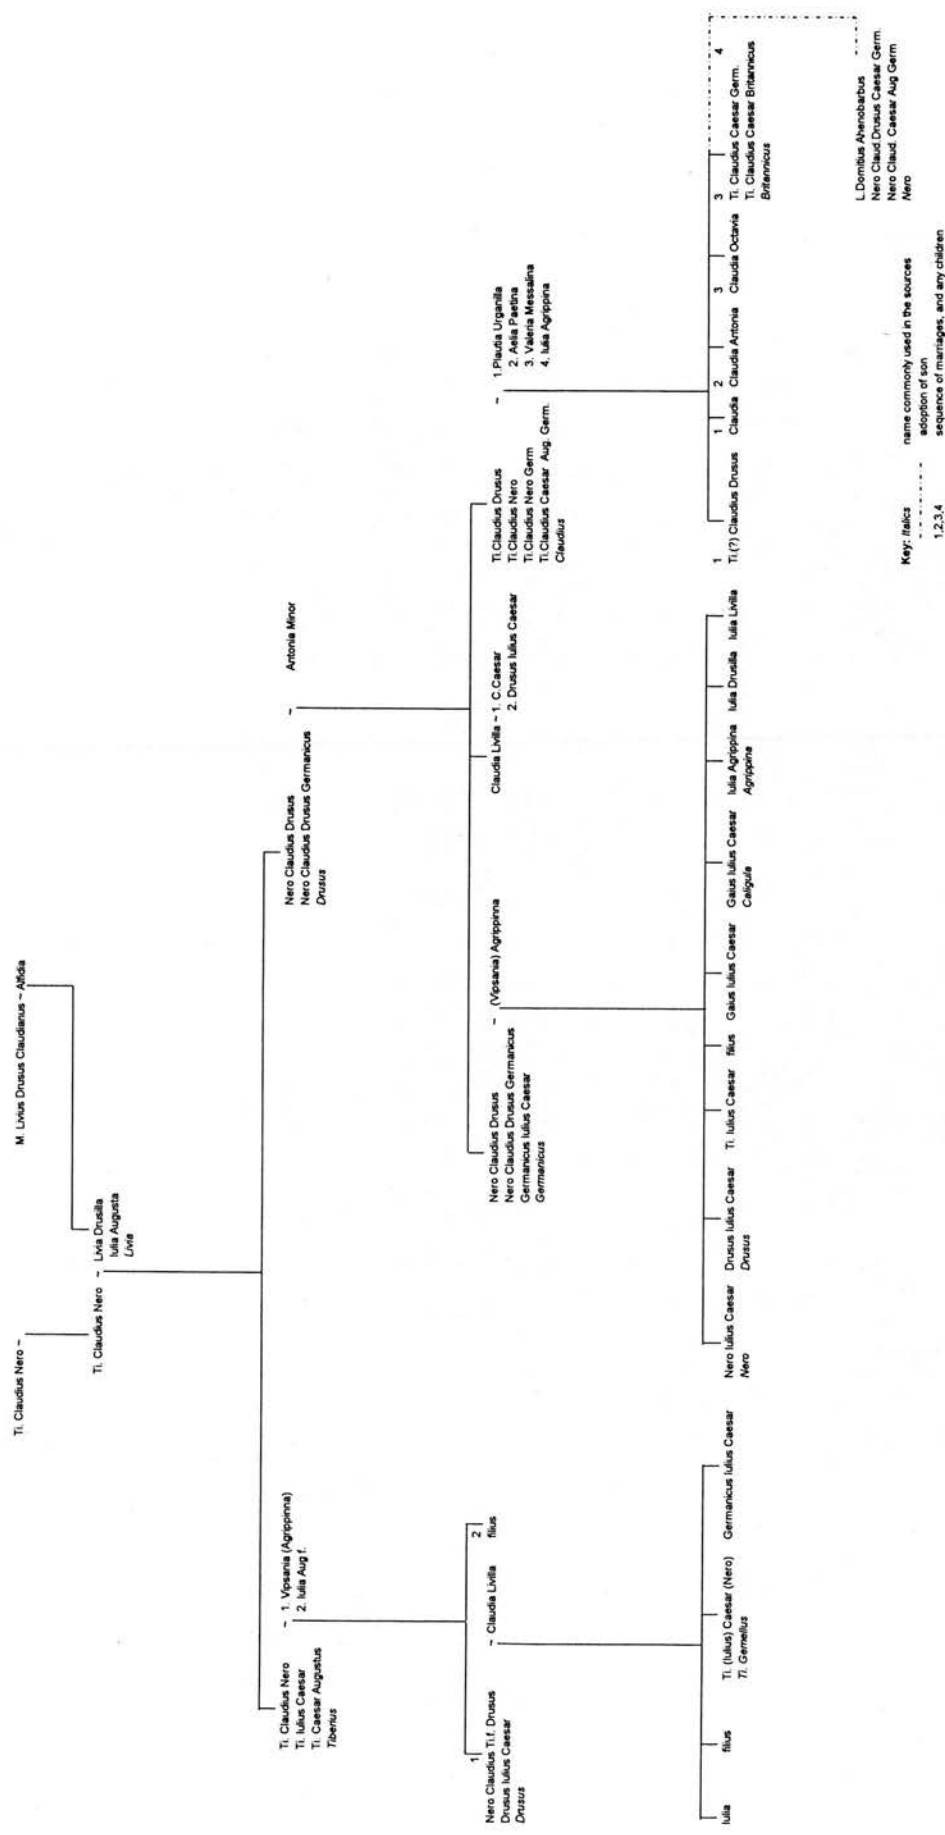 Ti. Claudius Nero ~
M. Livius Drusus Claudianus ~ Alfidia
Ti. Claudius Nero ~ Livia Drusilla
Iulia Augusta
Livia
Ti. Claudius Nero ~ 1. Vipsania (Agrippinna)
Ti. Iulius Caesar 2. Iulia Aug f.
Ti. Caesar Augustus
Tiberius
Nero Claudius Drusus ~ Antonia Minor
Nero Claudius Drusus Germanicus
Drusus
1
Nero Claudius Ti.f. Drusus ~ Claudia Livilla
Drusus Iulius Caesar
Drusus
2
filius
Nero Claudius Drusus ~ (Vipsania) Agrippinna
Nero Claudius Drusus Germanicus
Germanicus Iulius Caesar
Germanicus
Claudia Livilla ~ 1. C.Caesar
2. Drusus Iulius Caesar
Ti.Claudius Drusus ~ 1.Plautia Urganilla
Ti.Claudius Nero 2. Aelia Paetina
Ti.Claudius Nero Germ 3. Valeria Messalina
Ti.Claudius Caesar Aug. Germ. 4. Iulia Agrippina
Claudius
Iulia
filius
Ti. (Iulius) Caesar (Nero)
Ti. Gemellus
Germanicus Iulius Caesar
Nero Iulius Caesar
Nero
Drusus Iulius Caesar
Drusus
Ti. Iulius Caesar
filius
Gaius Iulius Caesar
Gaius Iulius Caesar
Caligula
Iulia Agrippina
Agrippina
Iulia Drusilla
Iulia Livilla
1
Ti.(?) Claudius Drusus
1
Claudia
2
Claudia Antonia
3
Claudia Octavia
3
Ti. Claudius Caesar Germ.
Ti. Claudius Caesar Britannicus
Britannicus
4
L.Domitius Ahenobarbus
Nero Claud.Drusus Caesar Germ.
Nero Claud. Caesar Aug Germ
Nero
Key: Italics name commonly used in the sources
adoption of son
1,2,3,4 sequence of marriages, and any children